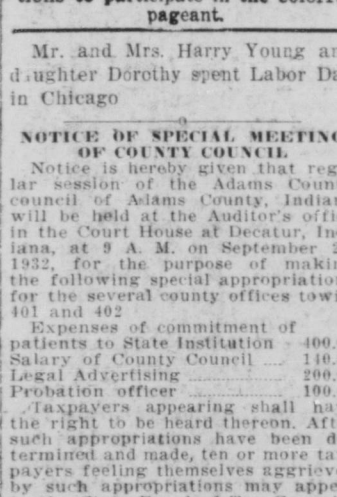 pageant.
Mr. and Mrs. Harry Young an
daughter Dorothy spent Labor Da
in Chicago
NOTICE OF SPECIAL MEETING
OF COUNTY COUNCIL
Notice is hereby given that reg
lar session of the Adams Coun
council of Adams County, Indian
will be held at the Auditor's offi
in the Court House at Decatur, In
iana, at 9 A. M. on September
1932, for the purpose of makin
the following special appropriatio
for the several county offices tow
401 and 402
Expenses of commitment of
patients to State Institution 400.
Salary of County Council .... 140.
Legal Advertising .......... 200.
Probation officer .......... 100.
Taxpayers appearing shall ha
the right to be heard thereon. Aft
such appropriations have been d
termined and made, ten or more ta
payers feeling themselves aggriev
by such appropriations may appe